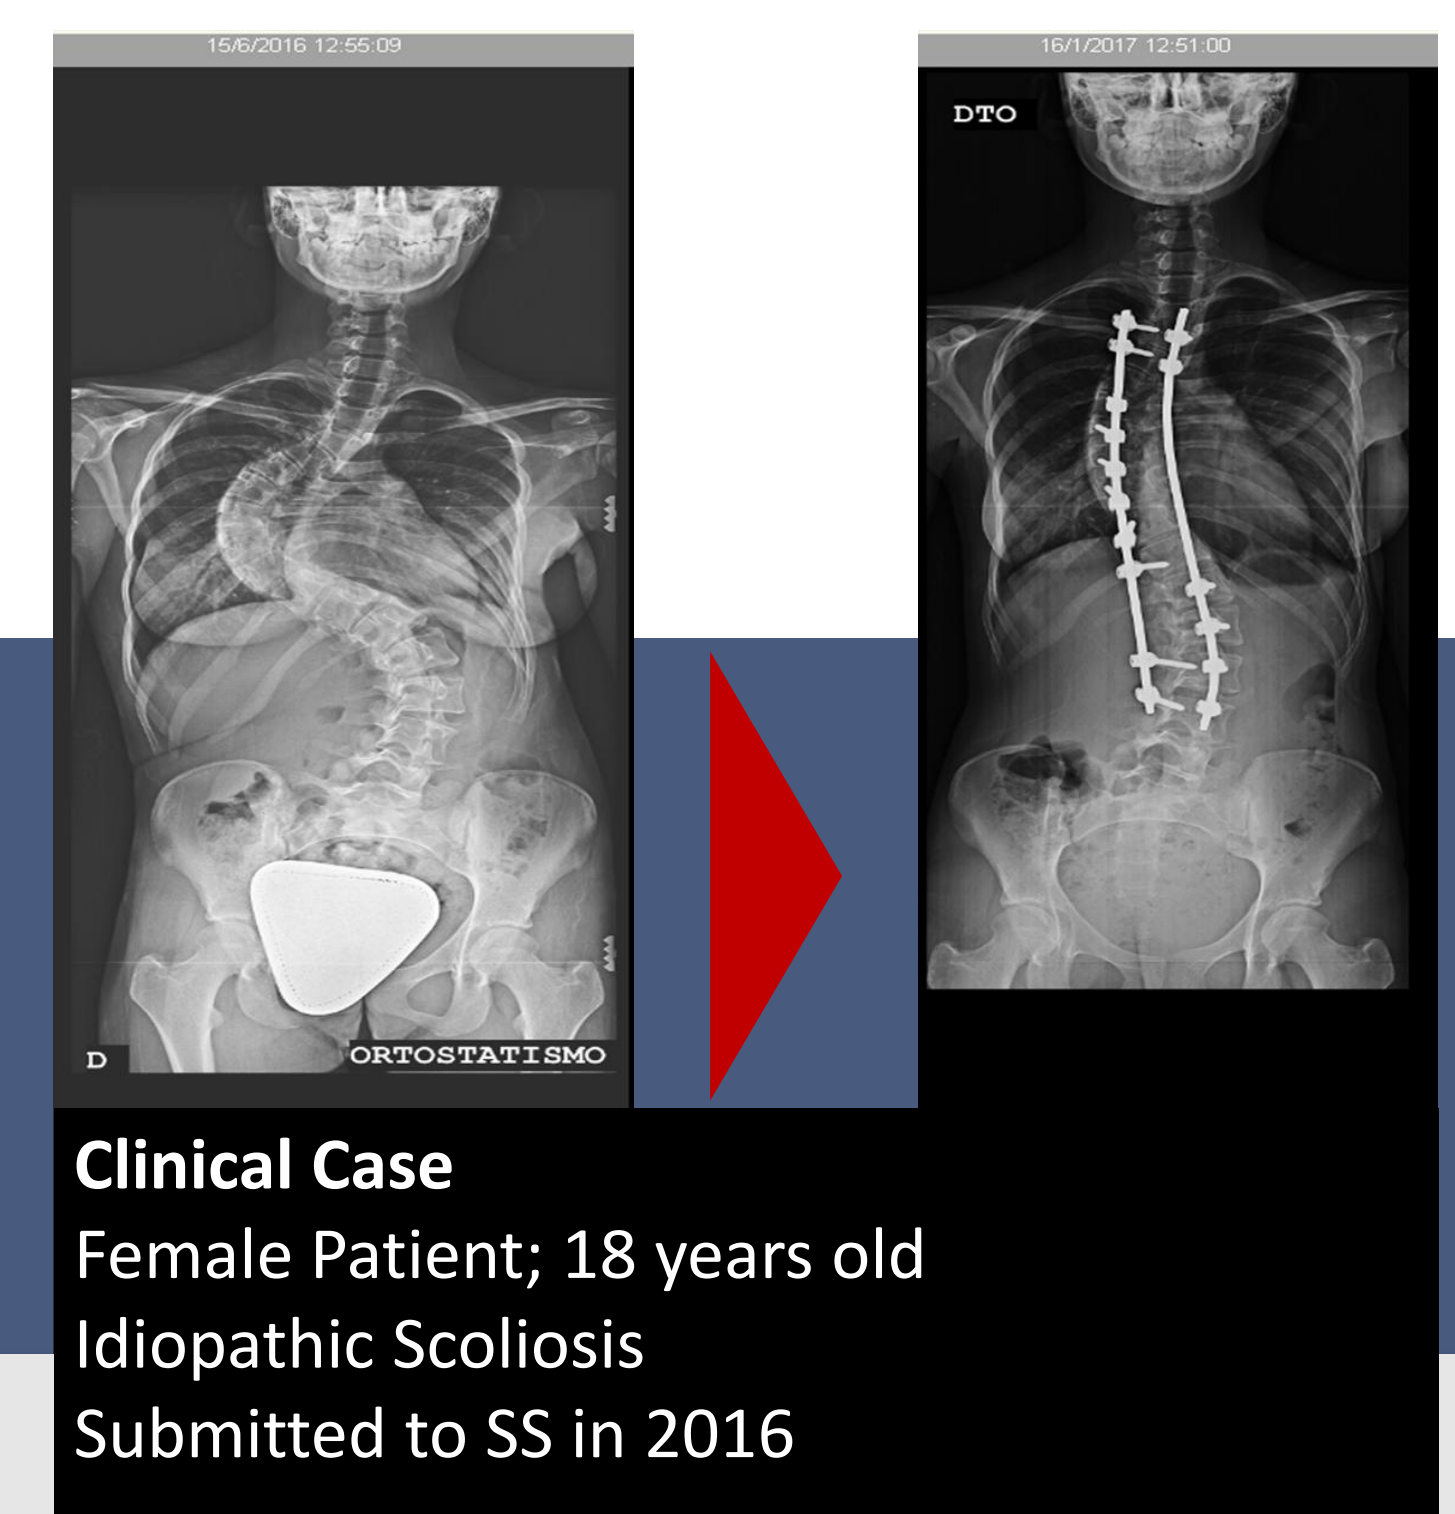 15/6/2016 12:55:09
16/1/2017 12:51:00
DTO
D
ORTOSTATISMO
Clinical Case
Female Patient; 18 years old
Idiopathic Scoliosis
Submitted to SS in 2016